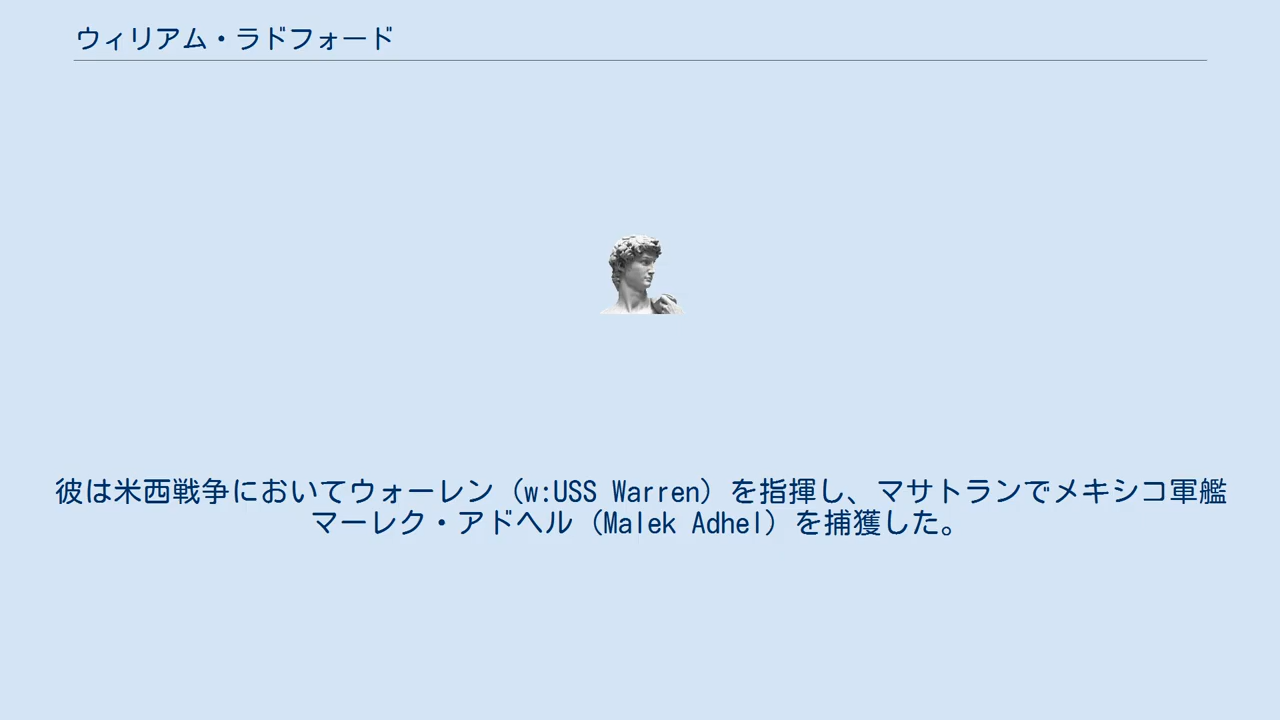 ウィリアム・ラドフォード
彼は米西戦争においてウォーレン（w:USS Warren）を指揮し、マサトランでメキシコ軍艦
マーレク・アドヘル（Malek Adhel）を捕獲した。